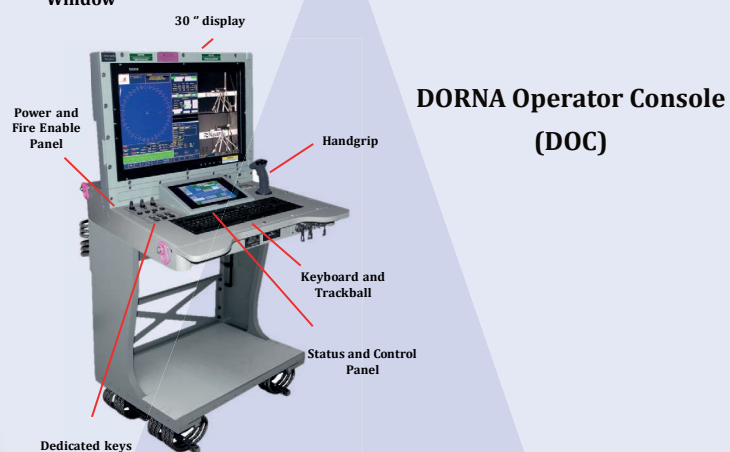 Window
30 “ display
DORNA Operator Console
(DOC)
Power and
Fire Enable
Panel
Handgrip
Keyboard and
Trackball
Status and Control
Panel
Dedicated keys